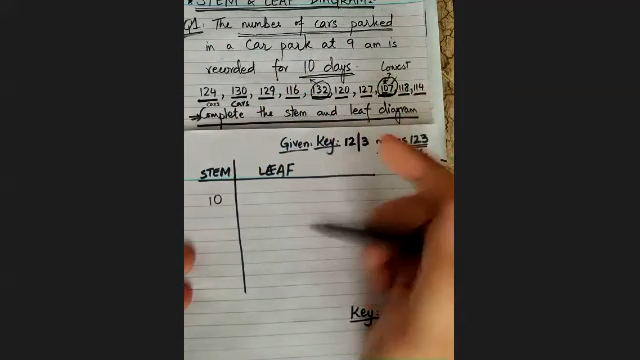 STEM & LEAF DIAGRAM:
Q1: The number of cars parked
in a car park at 9 am is
recorded for 10 days.
Lowest
124, 130, 129, 116, 132, 120, 127, 107, 118, 114
cars cars
Complete the stem and leaf diagram
Given: Key: 12|3 123
STEM LEAF
10
Key: